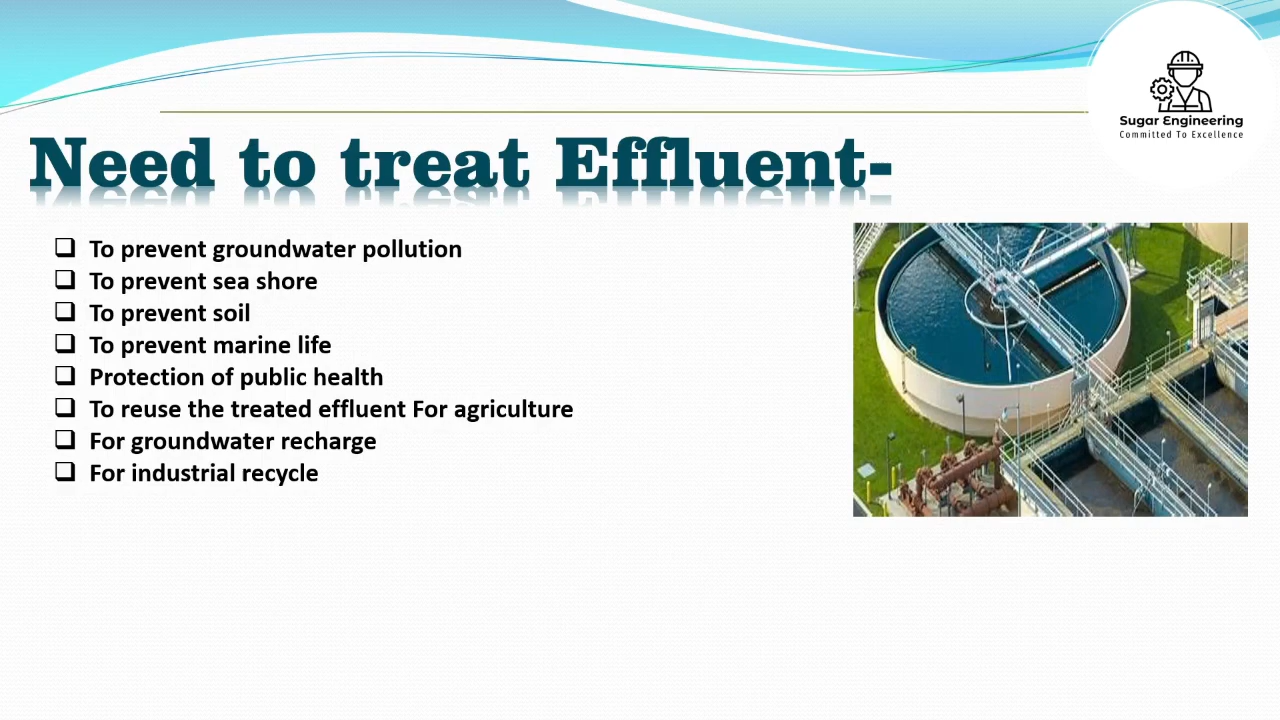 Sugar Engineering
Committed To Excellence
Need to treat Effluent-
To prevent groundwater pollution
To prevent sea shore
To prevent soil
To prevent marine life
Protection of public health
To reuse the treated effluent For agriculture
For groundwater recharge
For industrial recycle